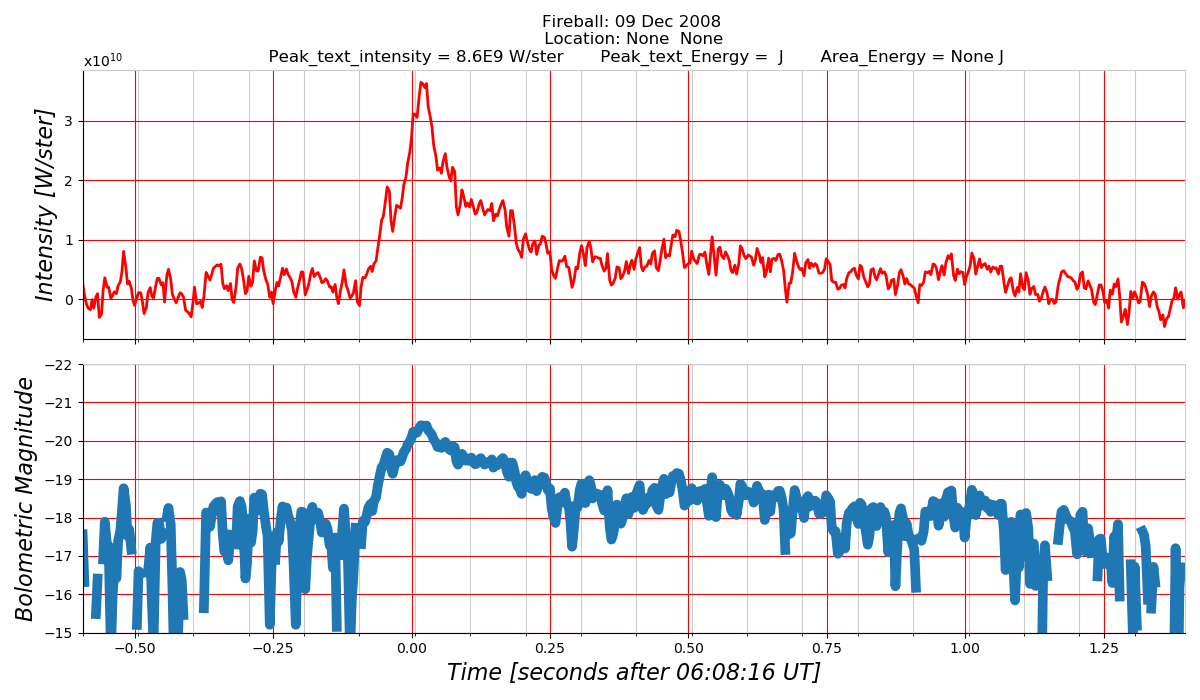 Fireball: 09 Dec 2008
Location: None  None
Peak_text_intensity = 8.6E9 W/ster       Peak_text_Energy =  J       Area_Energy = None J
x10¹⁰
Intensity [W/ster]
3
2
1
0
Bolometric Magnitude
−22
−21
−20
−19
−18
−17
−16
−15
−0.50 −0.25 0.00 0.25 0.50 0.75 1.00 1.25
Time [seconds after 06:08:16 UT]